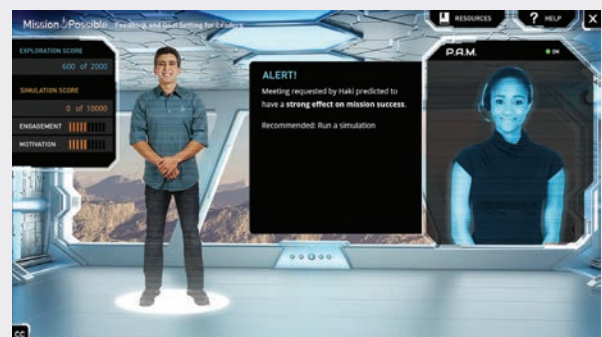 Mission iPossible Feedback and Goal Setting for Leaders
RESOURCES
? HELP
X
EXPLORATION SCORE
600 of 2000
SIMULATION SCORE
0 of 10000
ENGAGEMENT
MOTIVATION
ALERT!
Meeting requested by Haki predicted to
have a strong effect on mission success.
Recommended: Run a simulation
P.A.M.
ON
CC